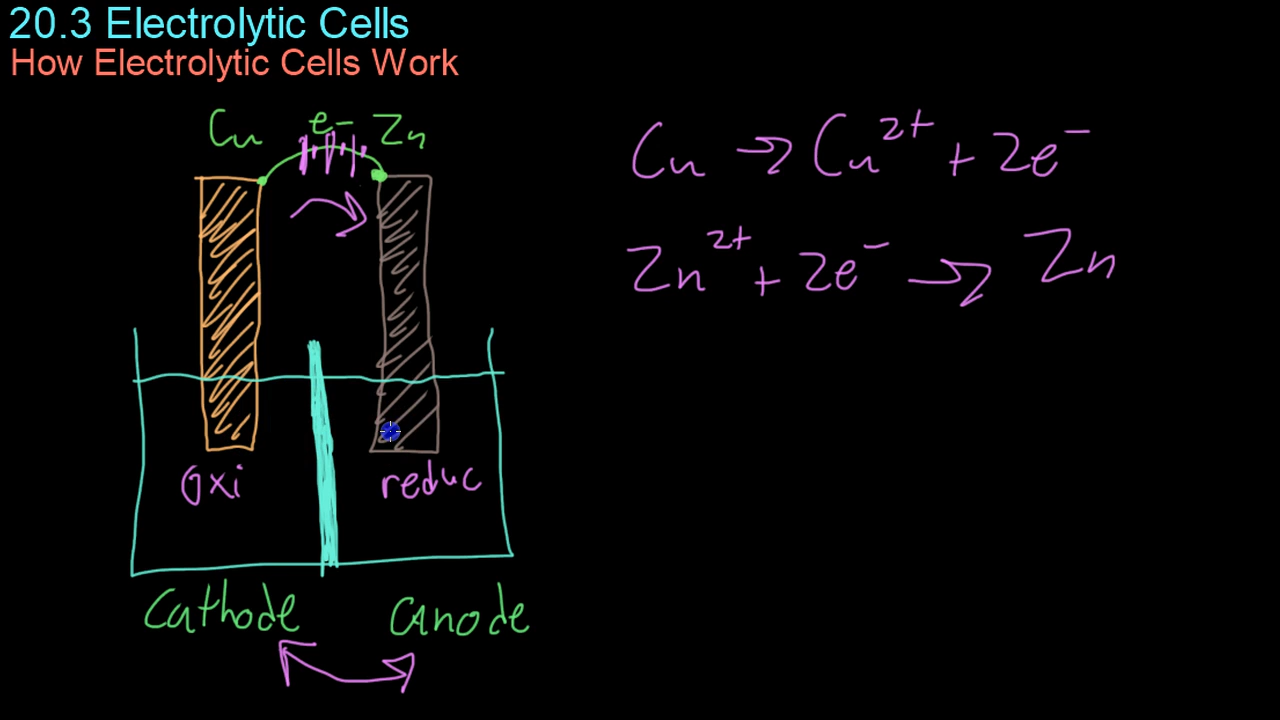 20.3 Electrolytic Cells
How Electrolytic Cells Work
Cu e- Zn
Cu → Cu²⁺ + 2e⁻
Zn²⁺ + 2e⁻ → Zn
oxi reduc
Cathode anode